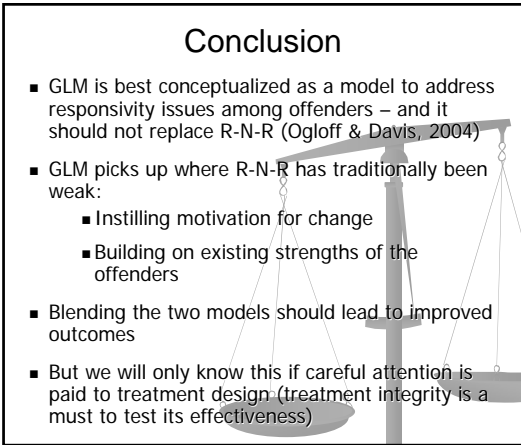 Conclusion
▪ GLM is best conceptualized as a model to address
responsivity issues among offenders – and it
should not replace R-N-R (Ogloff & Davis, 2004)
▪ GLM picks up where R-N-R has traditionally been
weak:
▪ Instilling motivation for change
▪ Building on existing strengths of the
offenders
▪ Blending the two models should lead to improved
outcomes
▪ But we will only know this if careful attention is
paid to treatment design (treatment integrity is a
must to test its effectiveness)